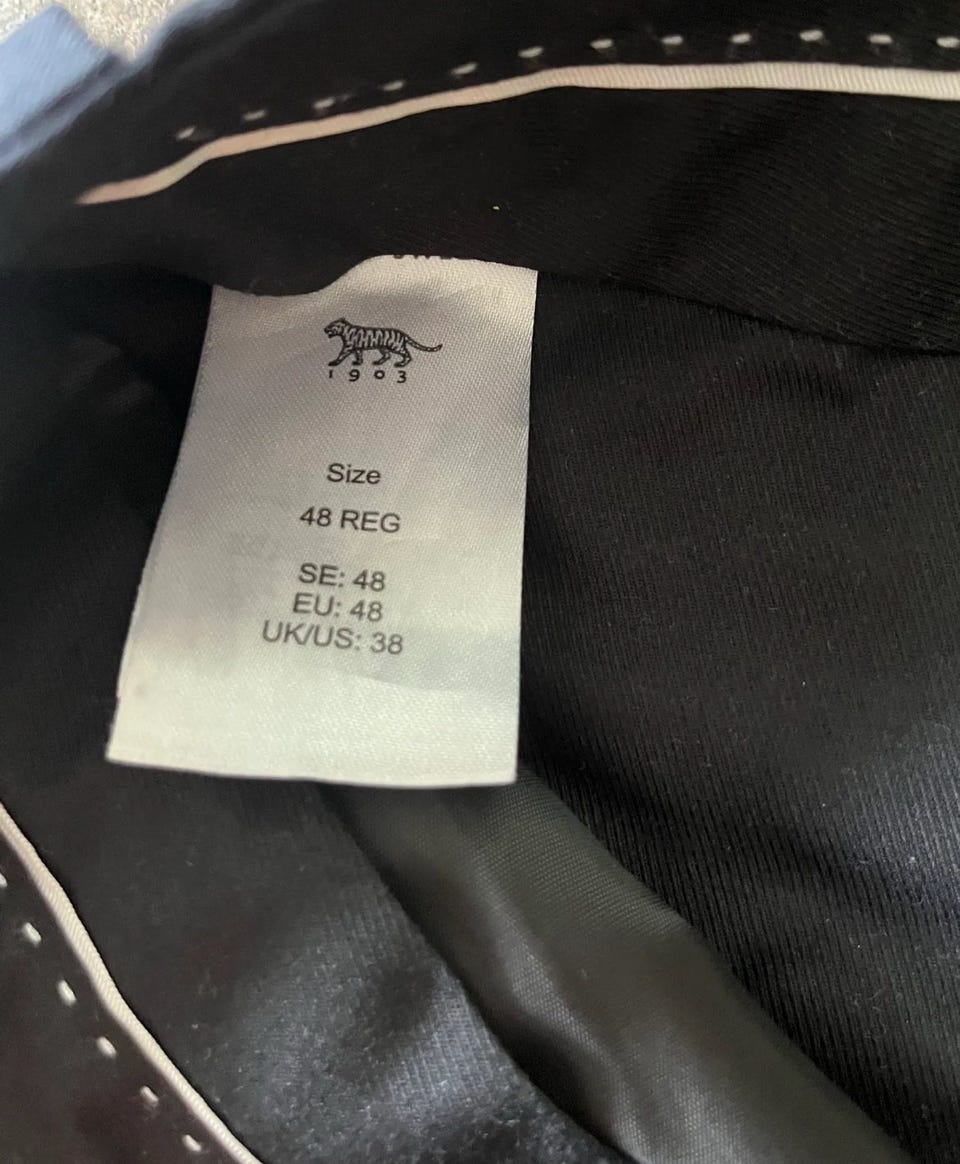 1903
Size
48 REG
SE: 48
EU: 48
UK/US: 38